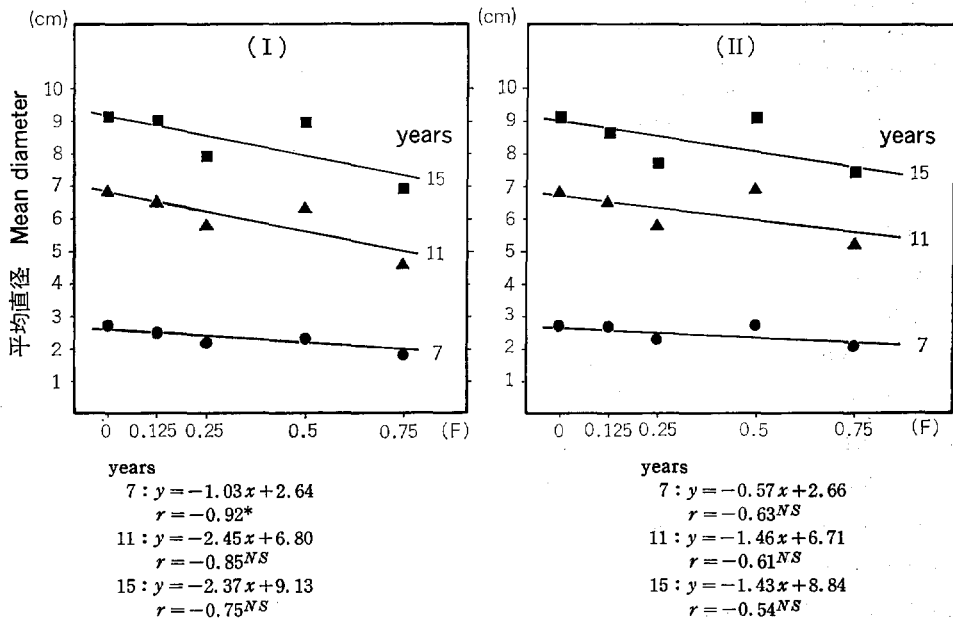 (cm)
(I)
10
9
8
7
6
5
4
3
2
1
years
15
11
7
0 0.125 0.25 0.5 0.75 (F)
平均直径 Mean diameter
years
7 : y = −1.03x + 2.64
r = −0.92*
11 : y = −2.45x + 6.80
r = −0.85NS
15 : y = −2.37x + 9.13
r = −0.75NS
(cm)
(II)
10
9
8
7
6
5
4
3
2
1
years
15
11
7
0 0.125 0.25 0.5 0.75 (F)
years
7 : y = −0.57x + 2.66
r = −0.63NS
11 : y = −1.46x + 6.71
r = −0.61NS
15 : y = −1.43x + 8.84
r = −0.54NS